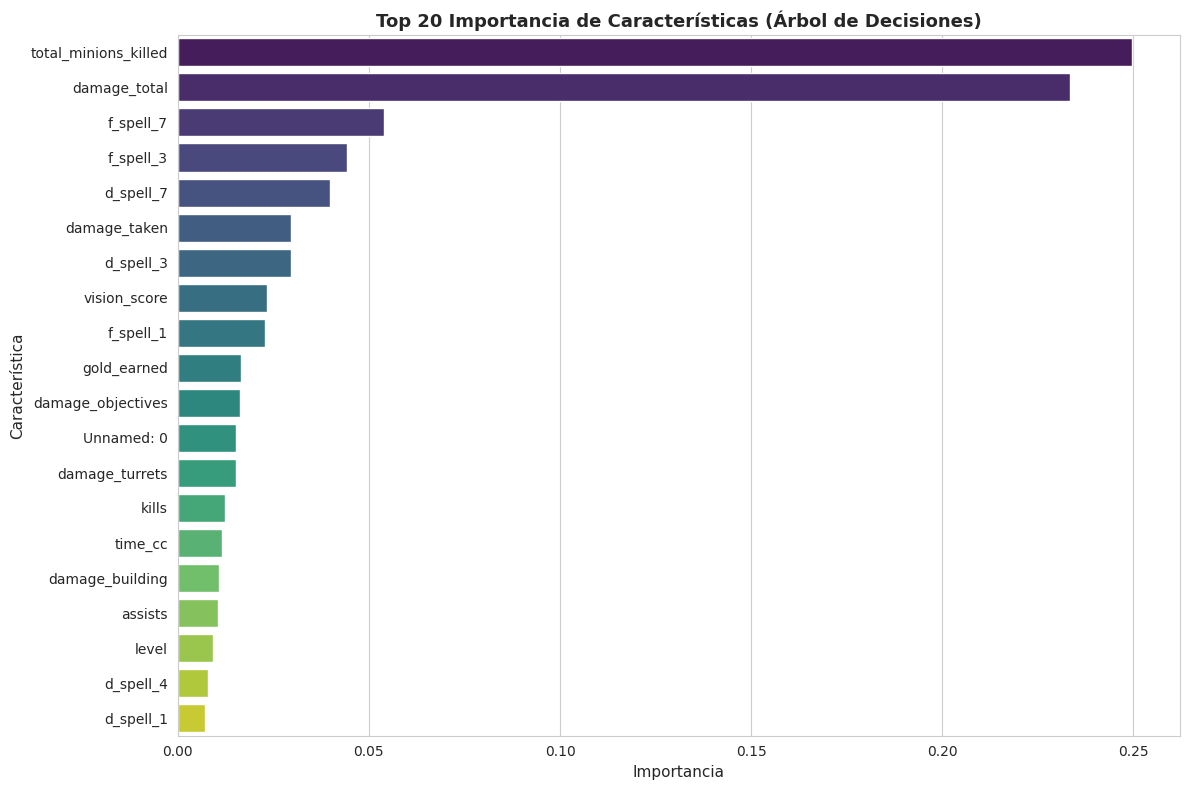 Top 20 Importancia de Características (Árbol de Decisiones)
total_minions_killed
damage_total
f_spell_7
f_spell_3
d_spell_7
damage_taken
d_spell_3
vision_score
f_spell_1
gold_earned
damage_objectives
Unnamed: 0
damage_turrets
kills
time_cc
damage_building
assists
level
d_spell_4
d_spell_1
Característica
0.00 0.05 0.10 0.15 0.20 0.25
Importancia